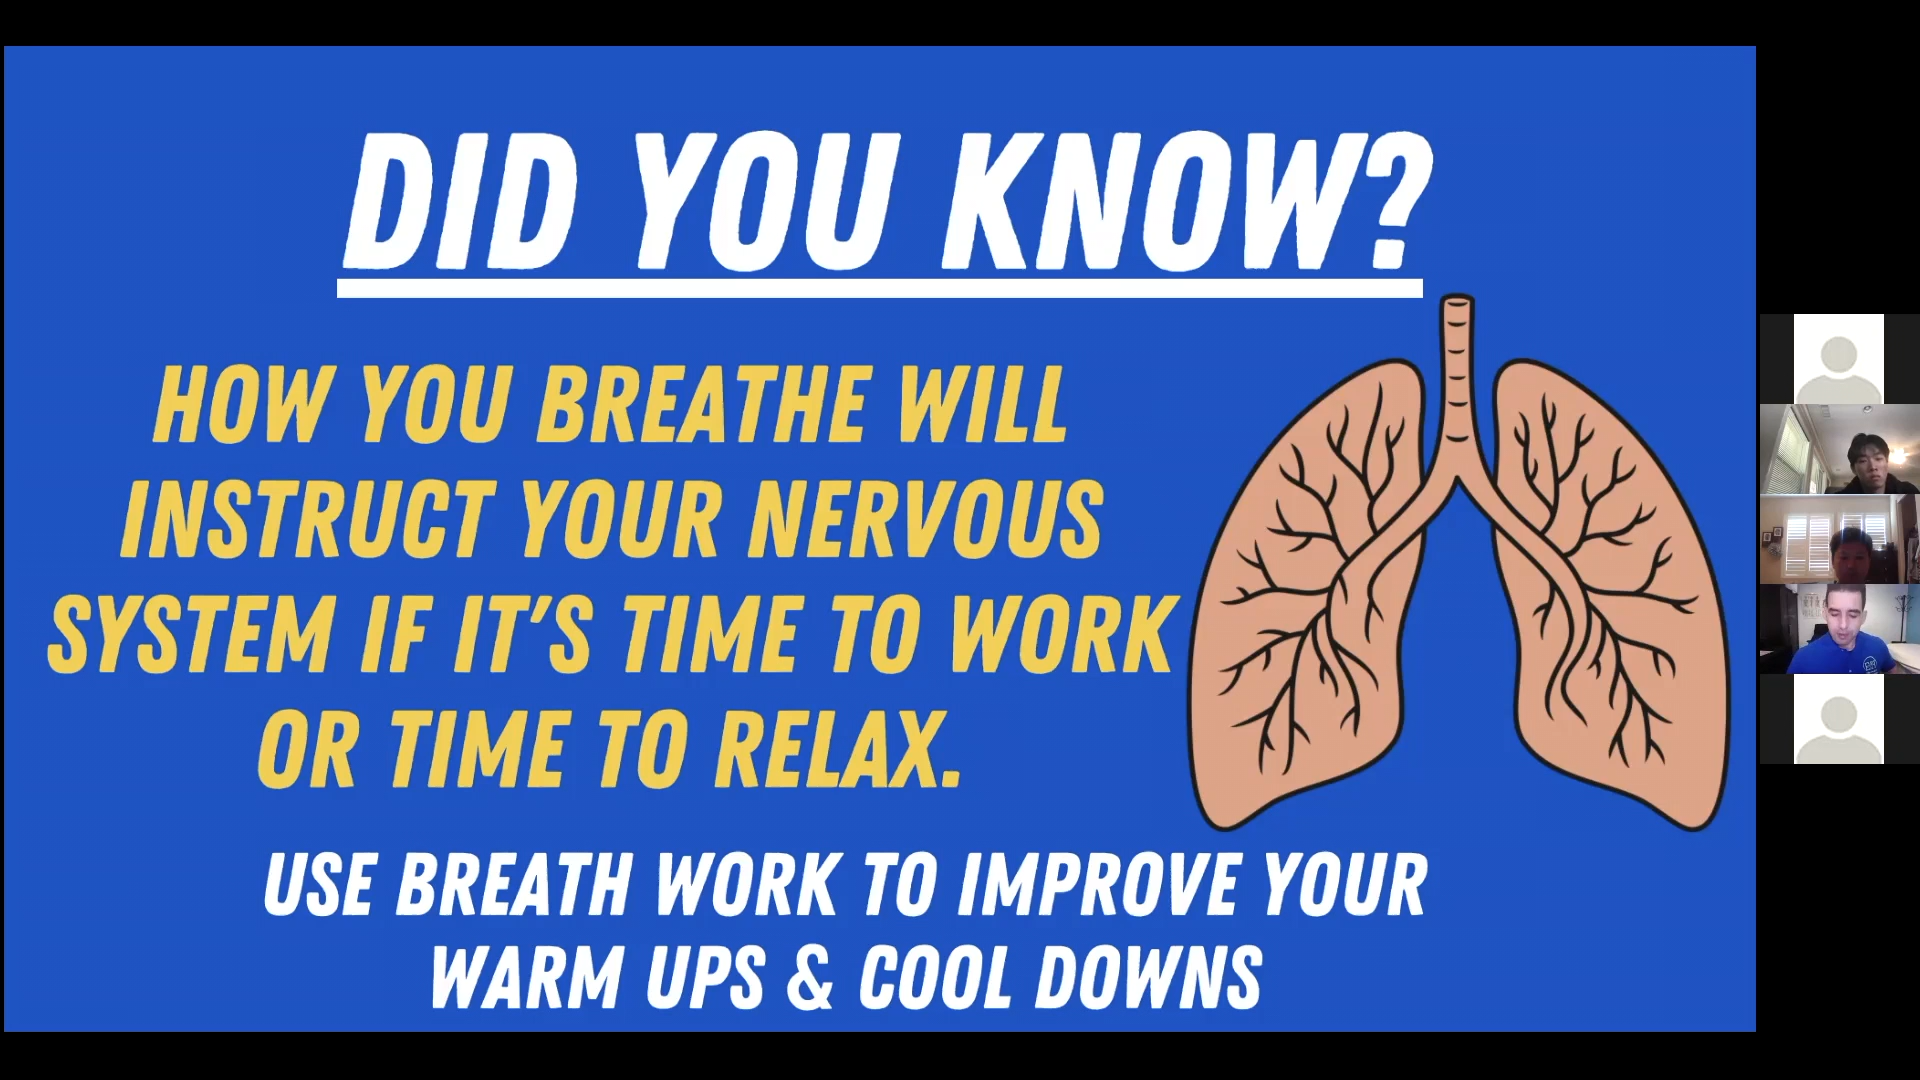 DID YOU KNOW?
HOW YOU BREATHE WILL
INSTRUCT YOUR NERVOUS
SYSTEM IF IT'S TIME TO WORK
OR TIME TO RELAX.
USE BREATH WORK TO IMPROVE YOUR
WARM UPS & COOL DOWNS